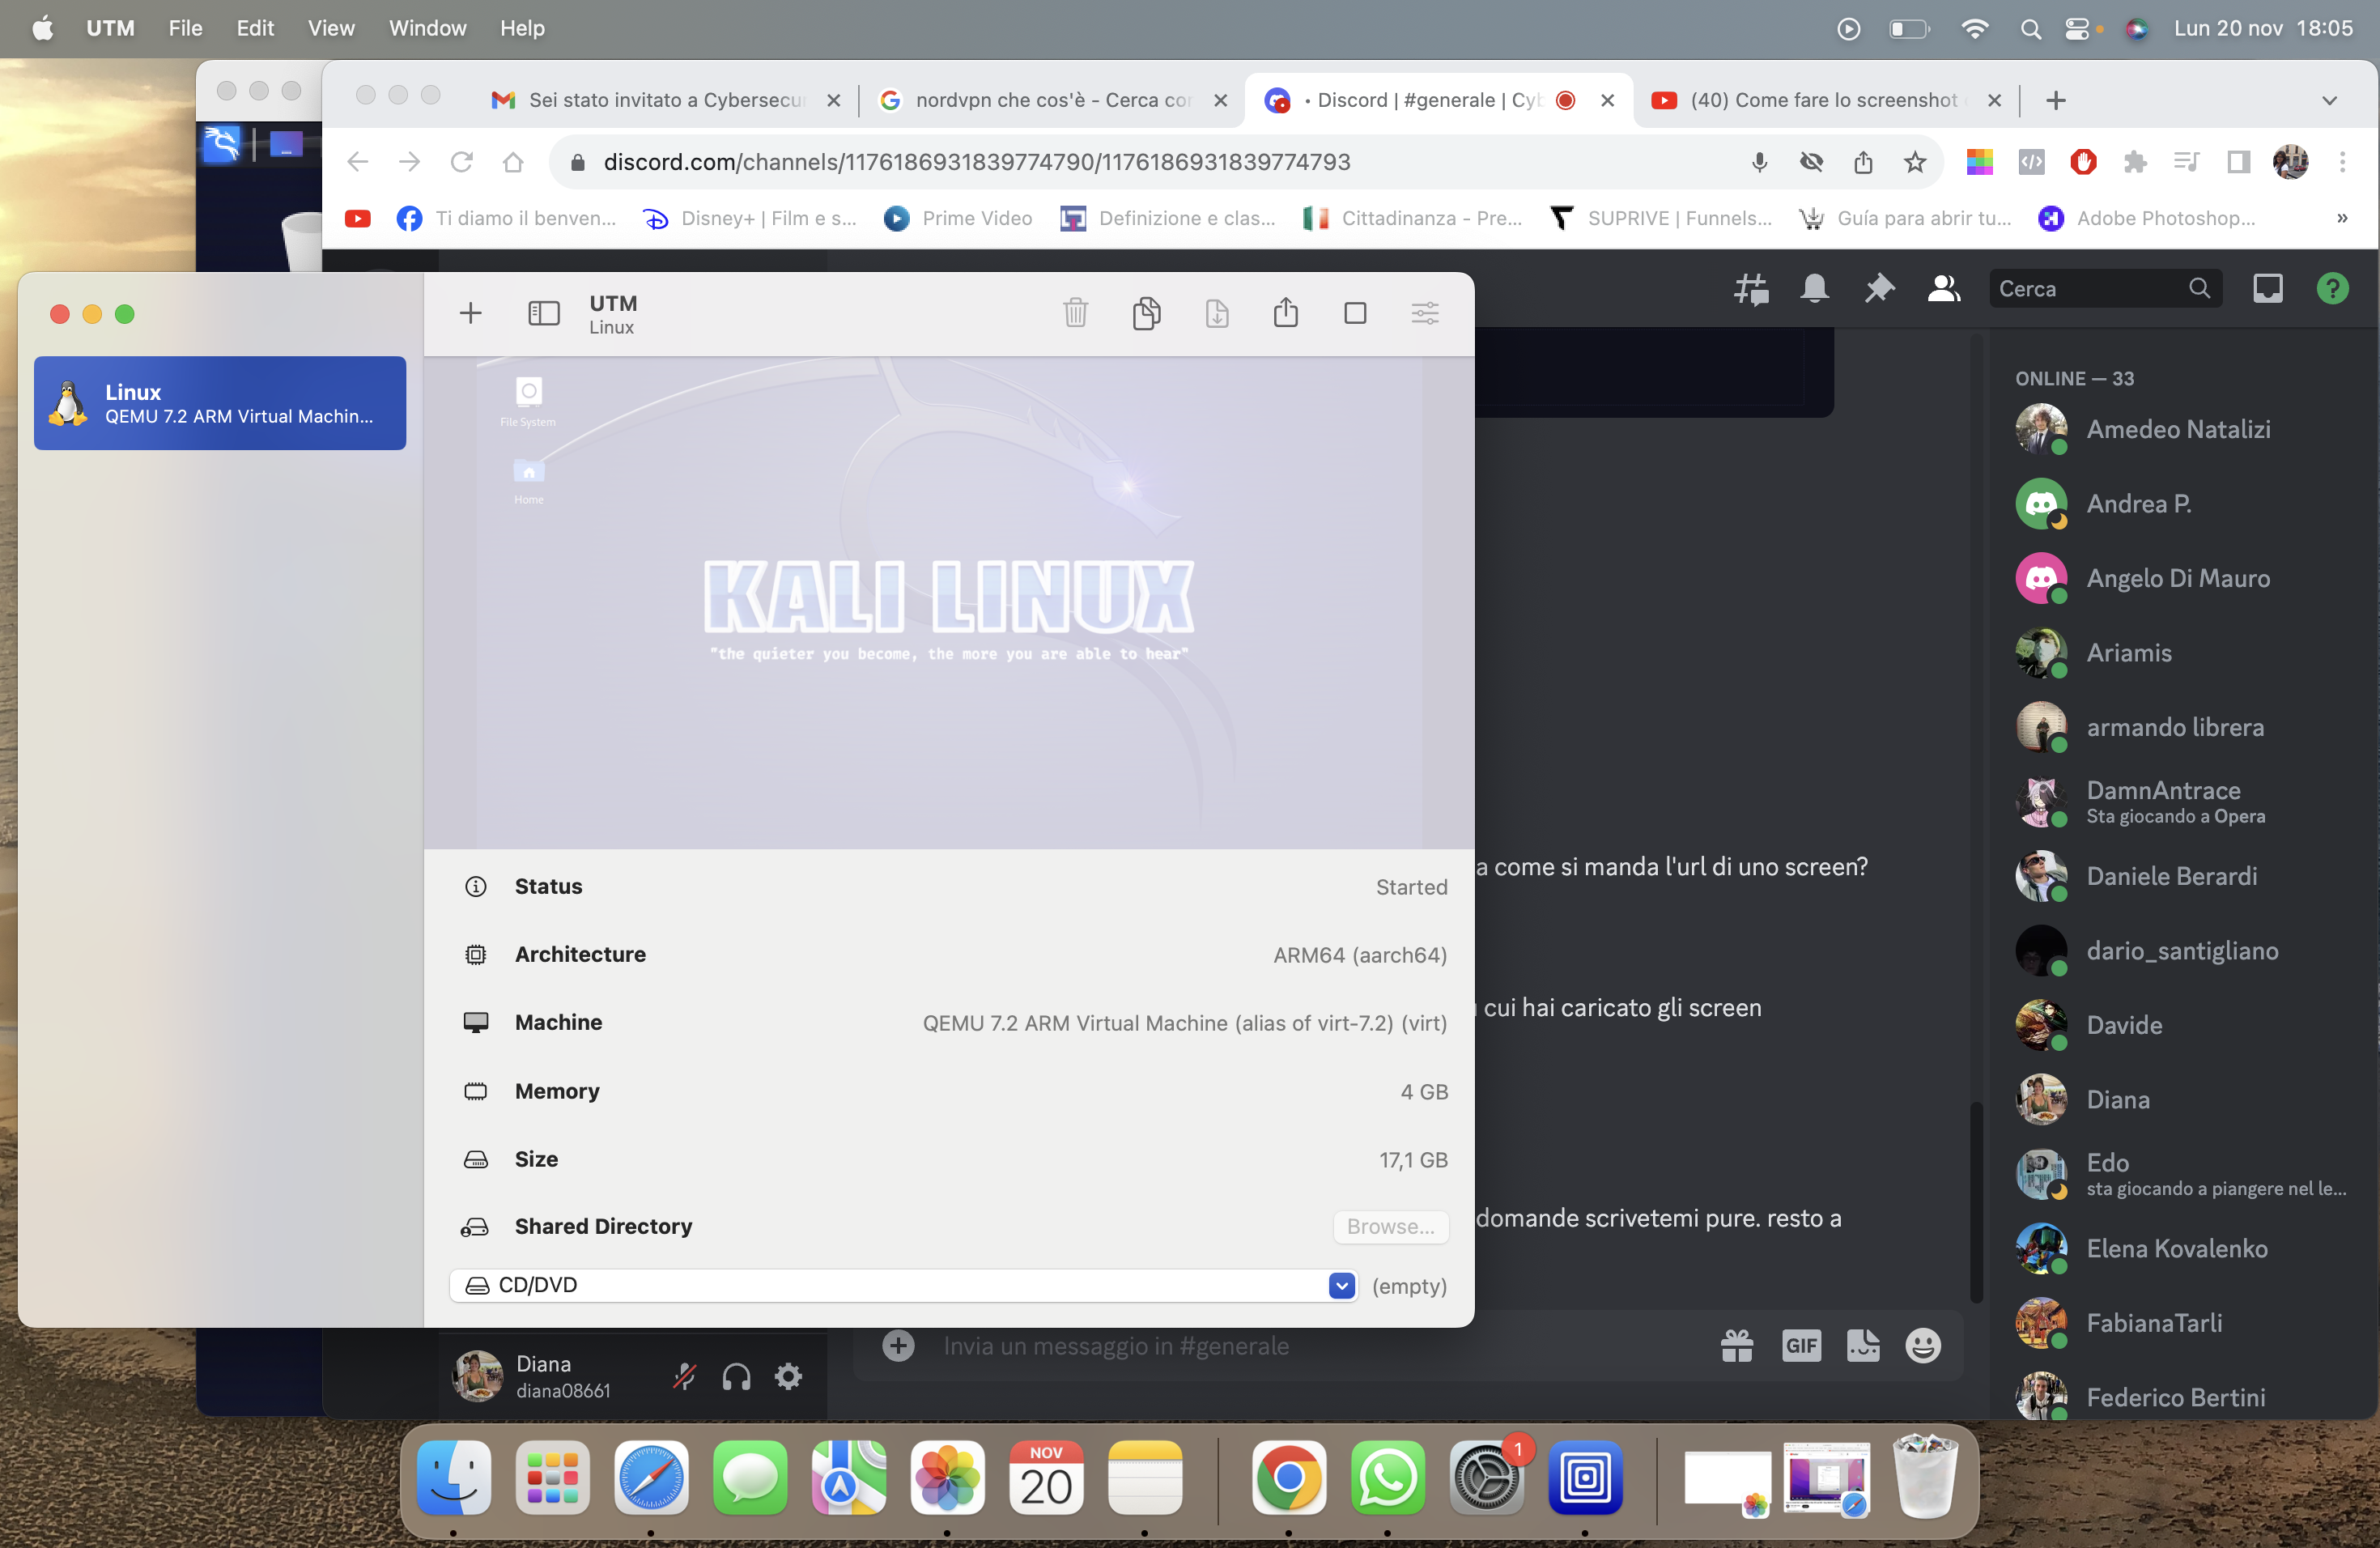 UTM File Edit View Window Help Lun 20 nov 18:05
Sei stato invitato a Cybersecur
nordvpn che cos'è - Cerca con
• Discord | #generale | Cyb
(40) Come fare lo screenshot
discord.com/channels/1176186931839774790/1176186931839774793
Ti diamo il benven...
Disney+ | Film e s...
Prime Video
Definizione e clas...
Cittadinanza - Pre...
SUPRIVE | Funnels...
Guía para abrir tu...
Adobe Photoshop...
»
UTM
Linux
Linux
QEMU 7.2 ARM Virtual Machin...
File System
Home
KALI LINUX
"the quieter you become, the more you are able to hear"
Status Started
Architecture ARM64 (aarch64)
Machine QEMU 7.2 ARM Virtual Machine (alias of virt-7.2) (virt)
Memory 4 GB
Size 17,1 GB
Shared Directory Browse...
CD/DVD (empty)
Cerca
?
a come si manda l'url di uno screen?
cui hai caricato gli screen
domande scrivetemi pure. resto a
Diana
diana08661
Invia un messaggio in #generale
GIF
ONLINE — 33
Amedeo Natalizi
Andrea P.
Angelo Di Mauro
Ariamis
armando librera
DamnAntrace
Sta giocando a Opera
Daniele Berardi
dario_santigliano
Davide
Diana
Edo
sta giocando a piangere nel le...
Elena Kovalenko
FabianaTarli
Federico Bertini
NOV
20
1